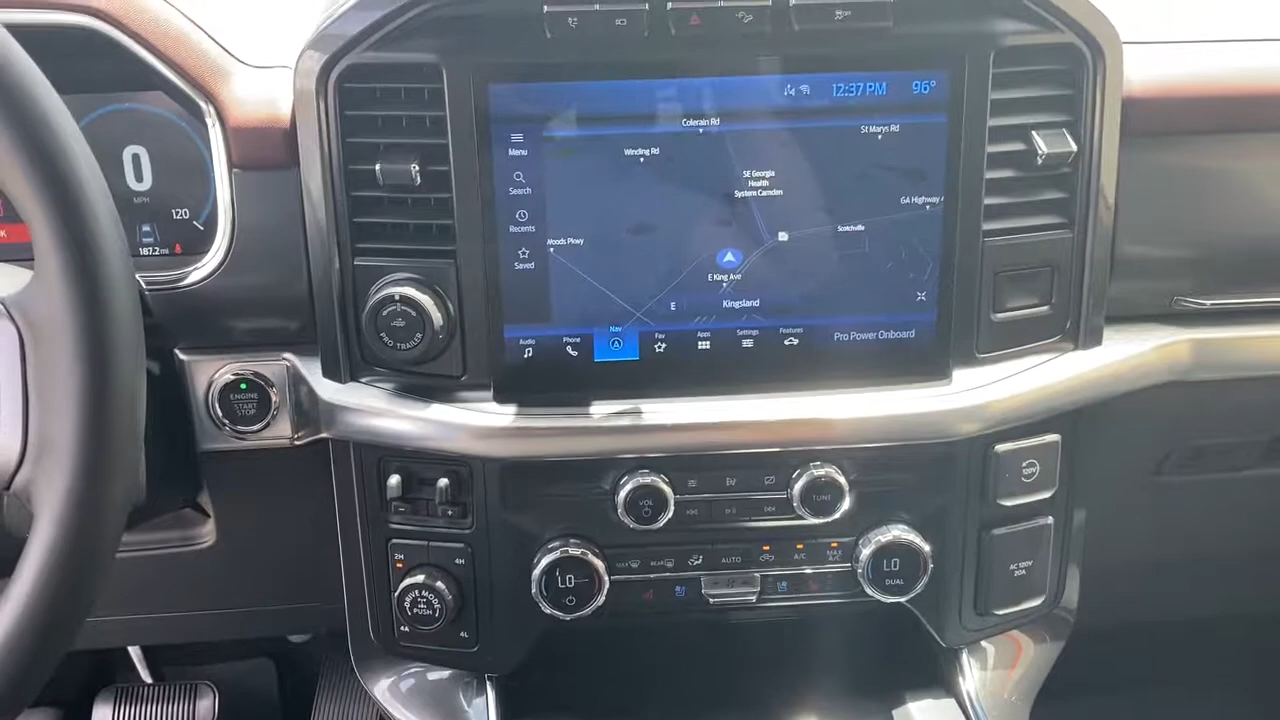 OFF
12:37 PM
96°
Colerain Rd
St Marys Rd
Winding Rd
Menu
SE Georgia
Health
System Camden
Search
GA Highway
Recents
Scotchville
Woods Pkwy
Saved
E King Ave
E
Kingsland
Audio
Phone
Nav
Fav
Apps
Settings
Features
Pro Power Onboard
0
MPH
120
187.2 mi
K
PRO TRAILER
ENGINE
START
STOP
VOL
TUNE
120V
2H
4H
4A
4L
DRIVE MODE
PUSH
LO
MAX
REAR
AUTO
A/C
MAX
A/C
LO
DUAL
AC 120V
20A